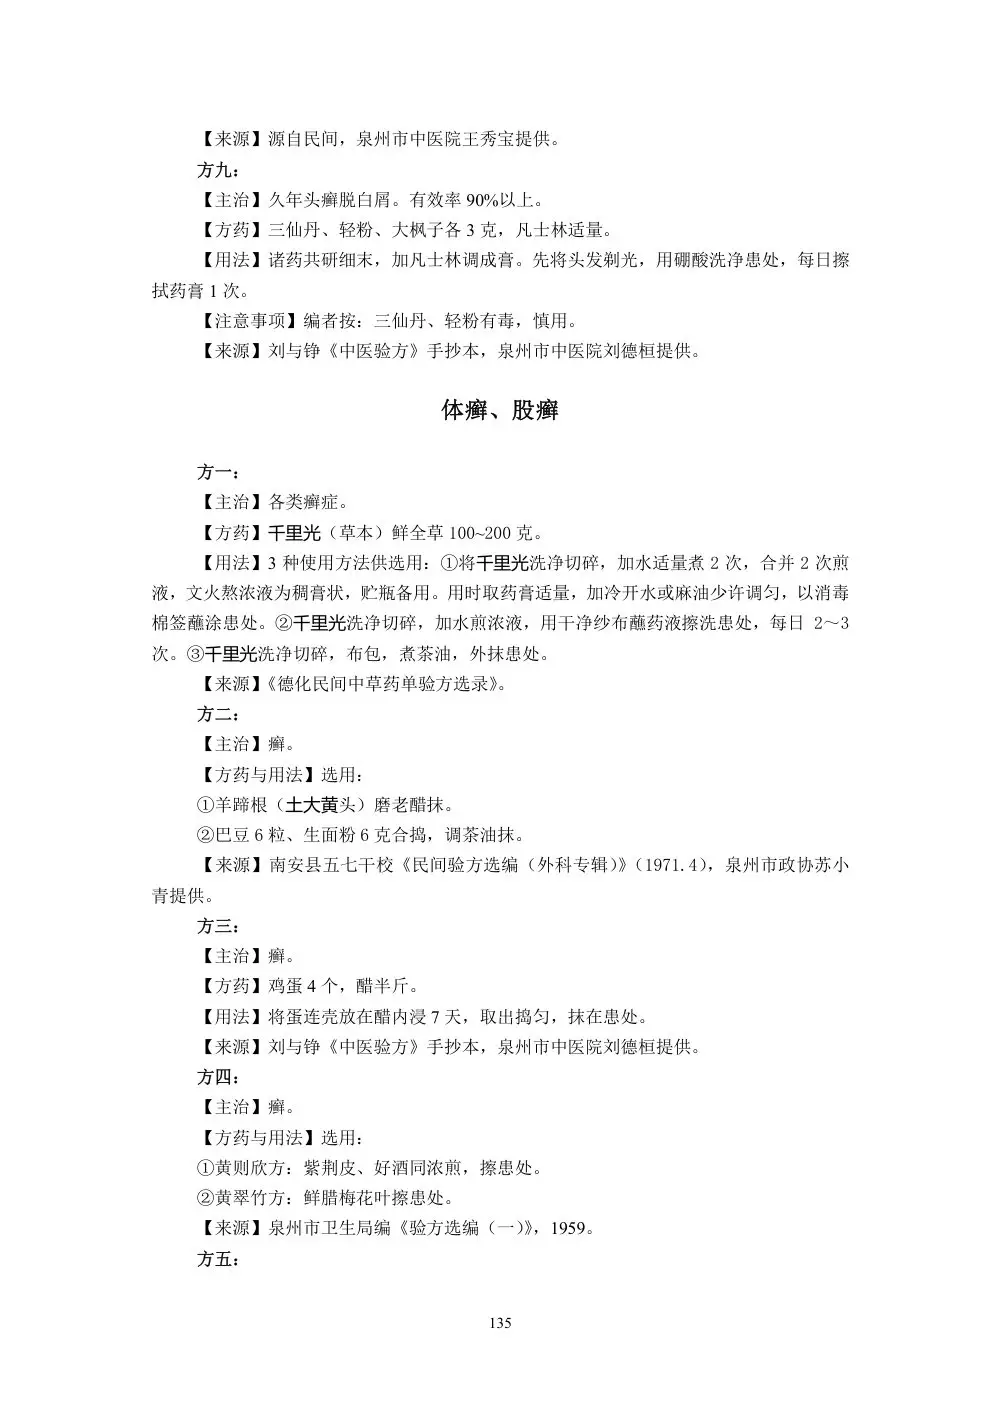 【来源】源自民间，泉州市中医院王秀宝提供。
方九：
【主治】久年头癣脱白屑。有效率 90%以上。
【方药】三仙丹、轻粉、大枫子各 3 克，凡士林适量。
【用法】诸药共研细末，加凡士林调成膏。先将头发剃光，用硼酸洗净患处，每日擦
拭药膏 1 次。
【注意事项】编者按：三仙丹、轻粉有毒，慎用。
【来源】刘与铮《中医验方》手抄本，泉州市中医院刘德桓提供。
体癣、股癣
方一：
【主治】各类癣症。
【方药】千里光（草本）鲜全草 100~200 克。
【用法】3 种使用方法供选用：①将千里光洗净切碎，加水适量煮 2 次，合并 2 次煎
液，文火熬浓液为稠膏状，贮瓶备用。用时取药膏适量，加冷开水或麻油少许调匀，以消毒
棉签蘸涂患处。②千里光洗净切碎，加水煎浓液，用干净纱布蘸药液擦洗患处，每日 2～3
次。③千里光洗净切碎，布包，煮茶油，外抹患处。
【来源】《德化民间中草药单验方选录》。
方二：
【主治】癣。
【方药与用法】选用：
①羊蹄根（土大黄头）磨老醋抹。
②巴豆 6 粒、生面粉 6 克合捣，调茶油抹。
【来源】南安县五七干校《民间验方选编（外科专辑）》（1971.4），泉州市政协苏小
青提供。
方三：
【主治】癣。
【方药】鸡蛋 4 个，醋半斤。
【用法】将蛋连壳放在醋内浸 7 天，取出捣匀，抹在患处。
【来源】刘与铮《中医验方》手抄本，泉州市中医院刘德桓提供。
方四：
【主治】癣。
【方药与用法】选用：
①黄则欣方：紫荆皮、好酒同浓煎，擦患处。
②黄翠竹方：鲜腊梅花叶擦患处。
【来源】泉州市卫生局编《验方选编（一）》，1959。
方五：
135